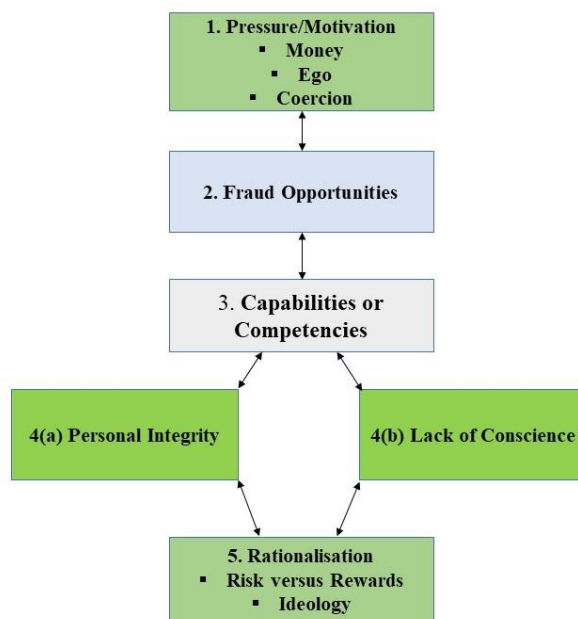 1. Pressure/Motivation
▪ Money
▪ Ego
▪ Coercion
2. Fraud Opportunities
3. Capabilities or
Competencies
4(a) Personal Integrity
4(b) Lack of Conscience
5. Rationalisation
▪ Risk versus Rewards
▪ Ideology